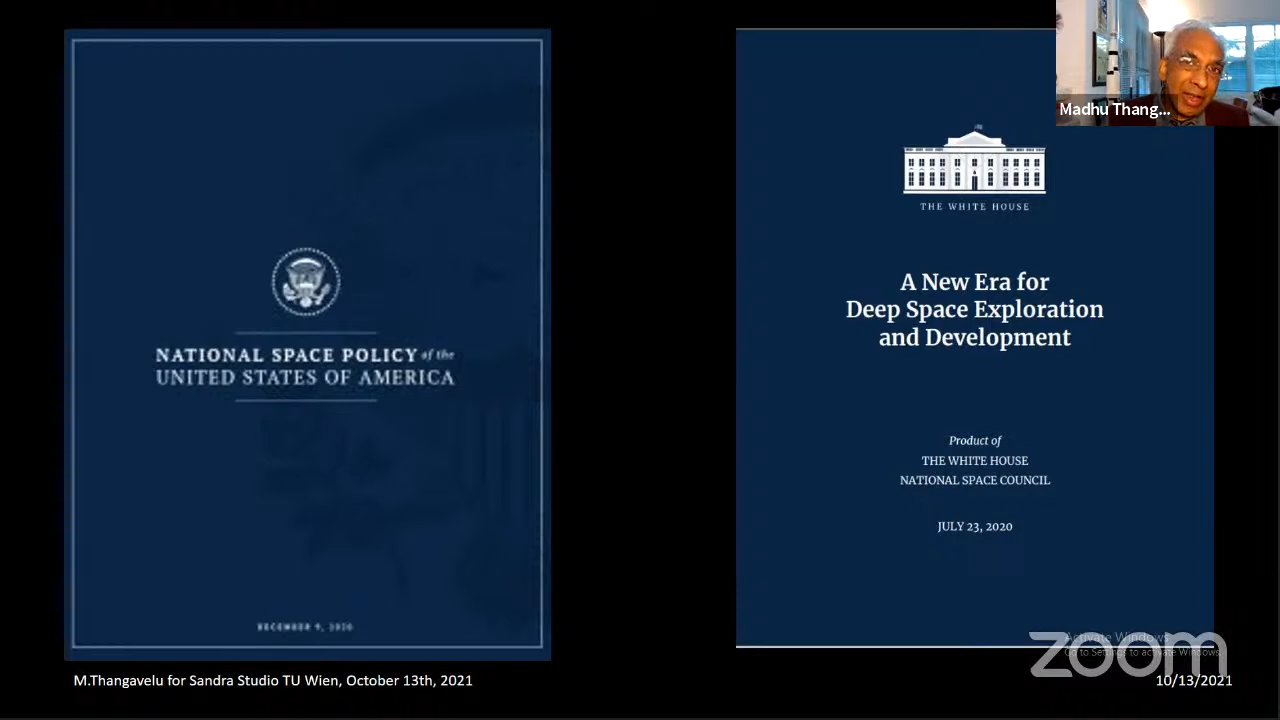 NATIONAL SPACE POLICY of the
UNITED STATES OF AMERICA
DECEMBER 9, 2020
THE WHITE HOUSE
A New Era for
Deep Space Exploration
and Development
Product of
THE WHITE HOUSE
NATIONAL SPACE COUNCIL
JULY 23, 2020
Madhu Thang...
Activate Windows
Go to Settings to activate Windows.
zoom
M.Thangavelu for Sandra Studio TU Wien, October 13th, 2021
10/13/2021